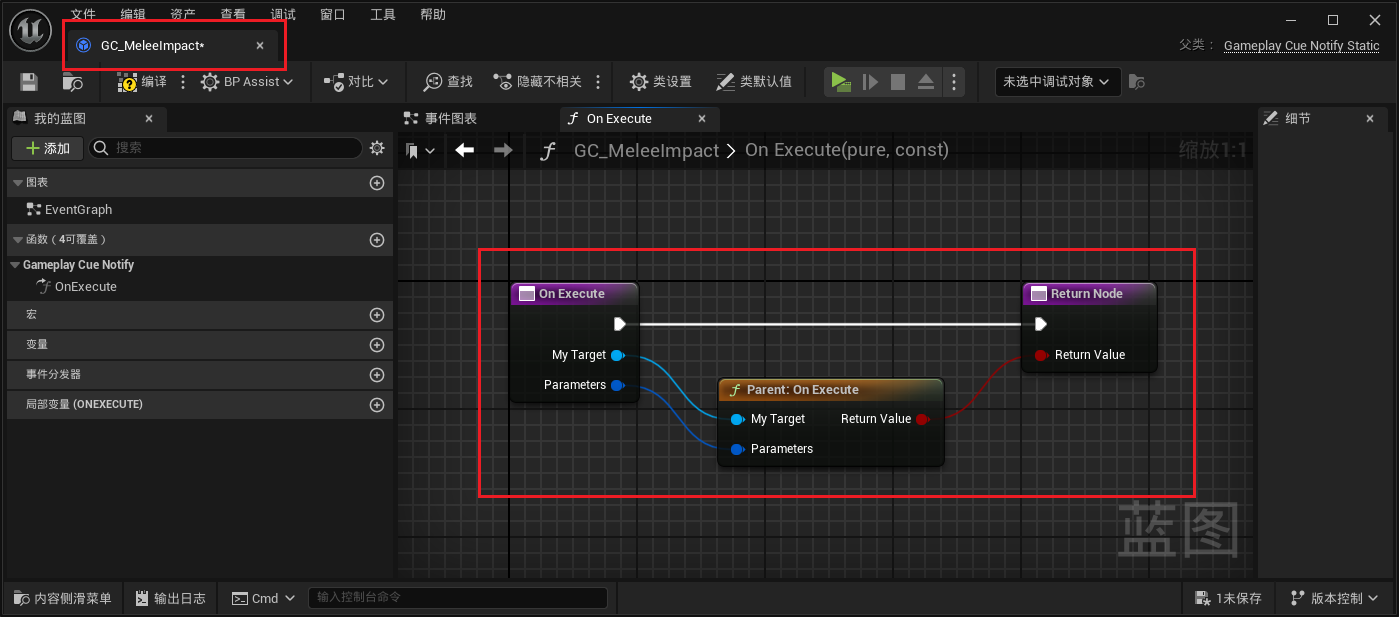 文件 编辑 资产 查看 调试 窗口 工具 帮助
GC_MeleeImpact*
父类： Gameplay Cue Notify Static
编译 BP Assist 对比 查找 隐藏不相关 类设置 类默认值 未选中调试对象
我的蓝图
添加 搜索
图表
EventGraph
函数（4可覆盖）
Gameplay Cue Notify
OnExecute
宏
变量
事件分发器
局部变量 (ONEXECUTE)
事件图表 On Execute
GC_MeleeImpact > On Execute(pure, const) 缩放1:1
On Execute
My Target
Parameters
Parent: On Execute
My Target Return Value
Parameters
Return Node
Return Value
蓝图
细节
内容侧滑菜单 输出日志 Cmd 输入控制台命令 1未保存 版本控制